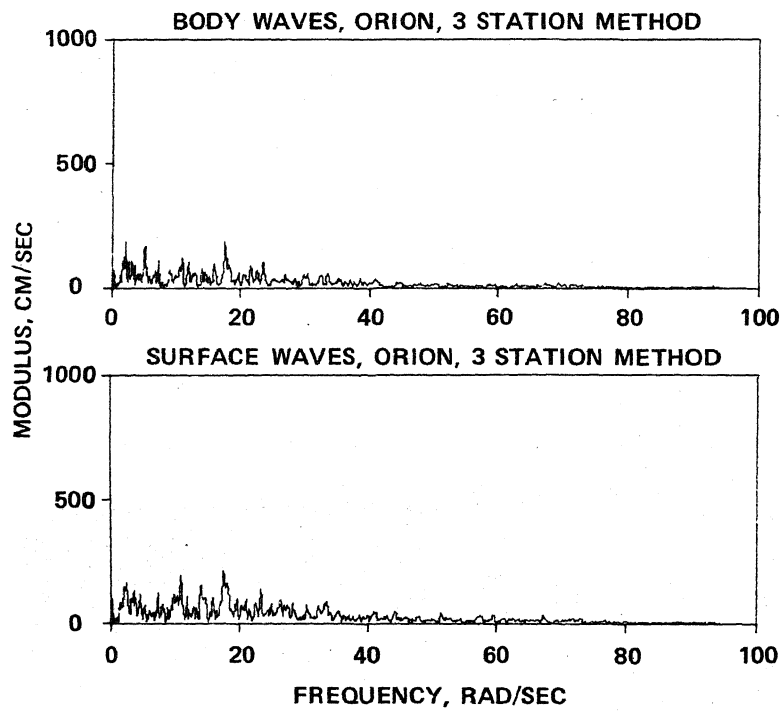 BODY WAVES, ORION, 3 STATION METHOD
1000
500
0
0 20 40 60 80 100
MODULUS, CM/SEC
SURFACE WAVES, ORION, 3 STATION METHOD
1000
500
0
0 20 40 60 80 100
FREQUENCY, RAD/SEC